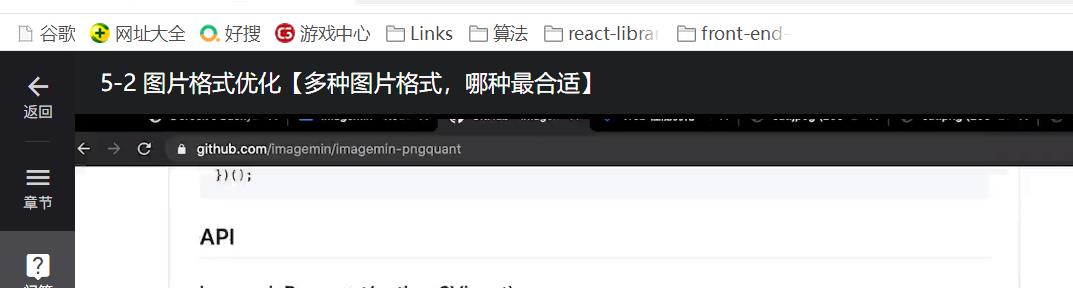 谷歌 网址大全 好搜 游戏中心 Links 算法 react-librar front-end-
返回
5-2 图片格式优化【多种图片格式，哪种最合适】
github.com/imagemin/imagemin-pngquant
章节
})();
API